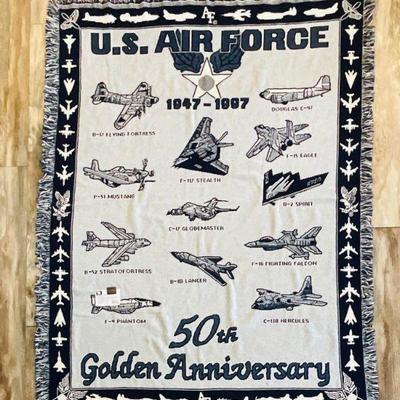 AF
U.S. AIR FORCE
1947-1997
B-17 FLYING FORTRESS
DOUGLAS C-47
F-117 STEALTH
F-15 EAGLE
P-51 MUSTANG
B-2 SPIRIT
C-17 GLOBEMASTER
B-52 STRATOFORTRESS
F-16 FIGHTING FALCON
B-1B LANCER
F-4 PHANTOM
C-130 HERCULES
50th
Golden Anniversary